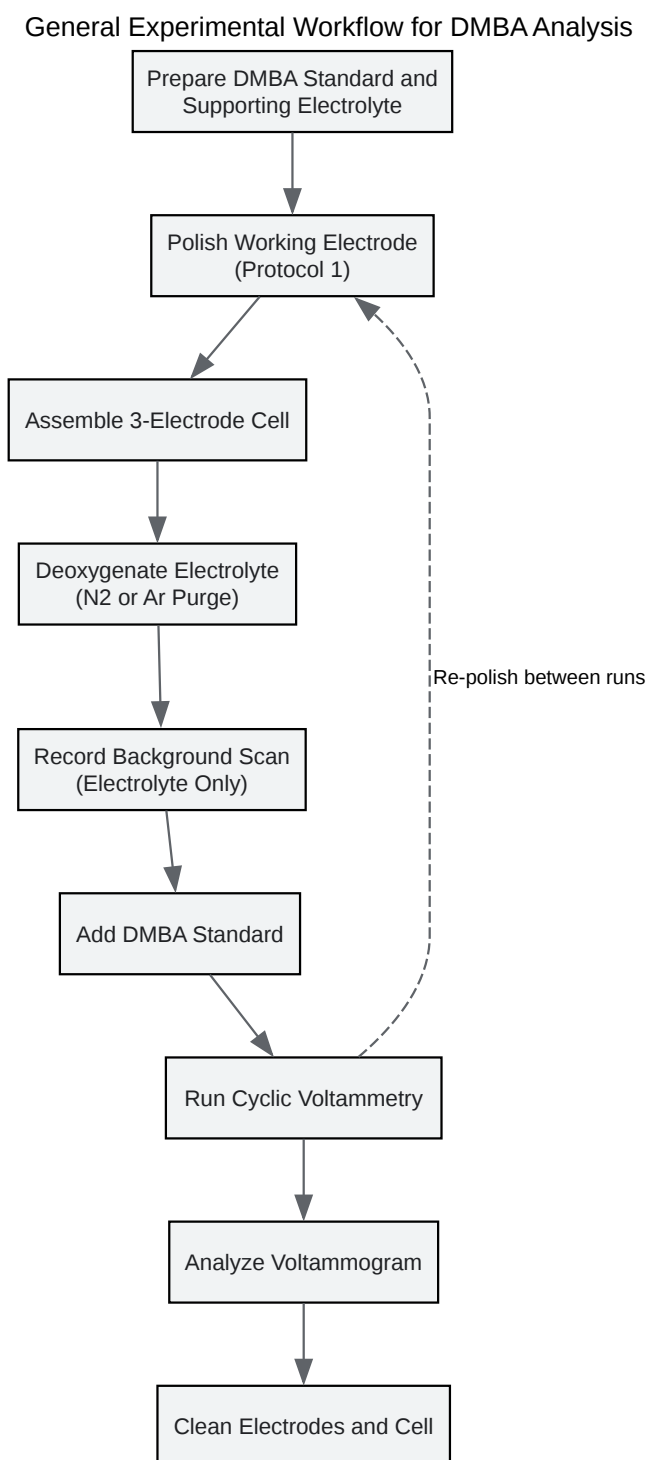 General Experimental Workflow for DMBA Analysis
Prepare DMBA Standard and
Supporting Electrolyte
Polish Working Electrode
(Protocol 1)
Assemble 3-Electrode Cell
Deoxygenate Electrolyte
(N2 or Ar Purge)
Re-polish between runs
Record Background Scan
(Electrolyte Only)
Add DMBA Standard
Run Cyclic Voltammetry
Analyze Voltammogram
Clean Electrodes and Cell